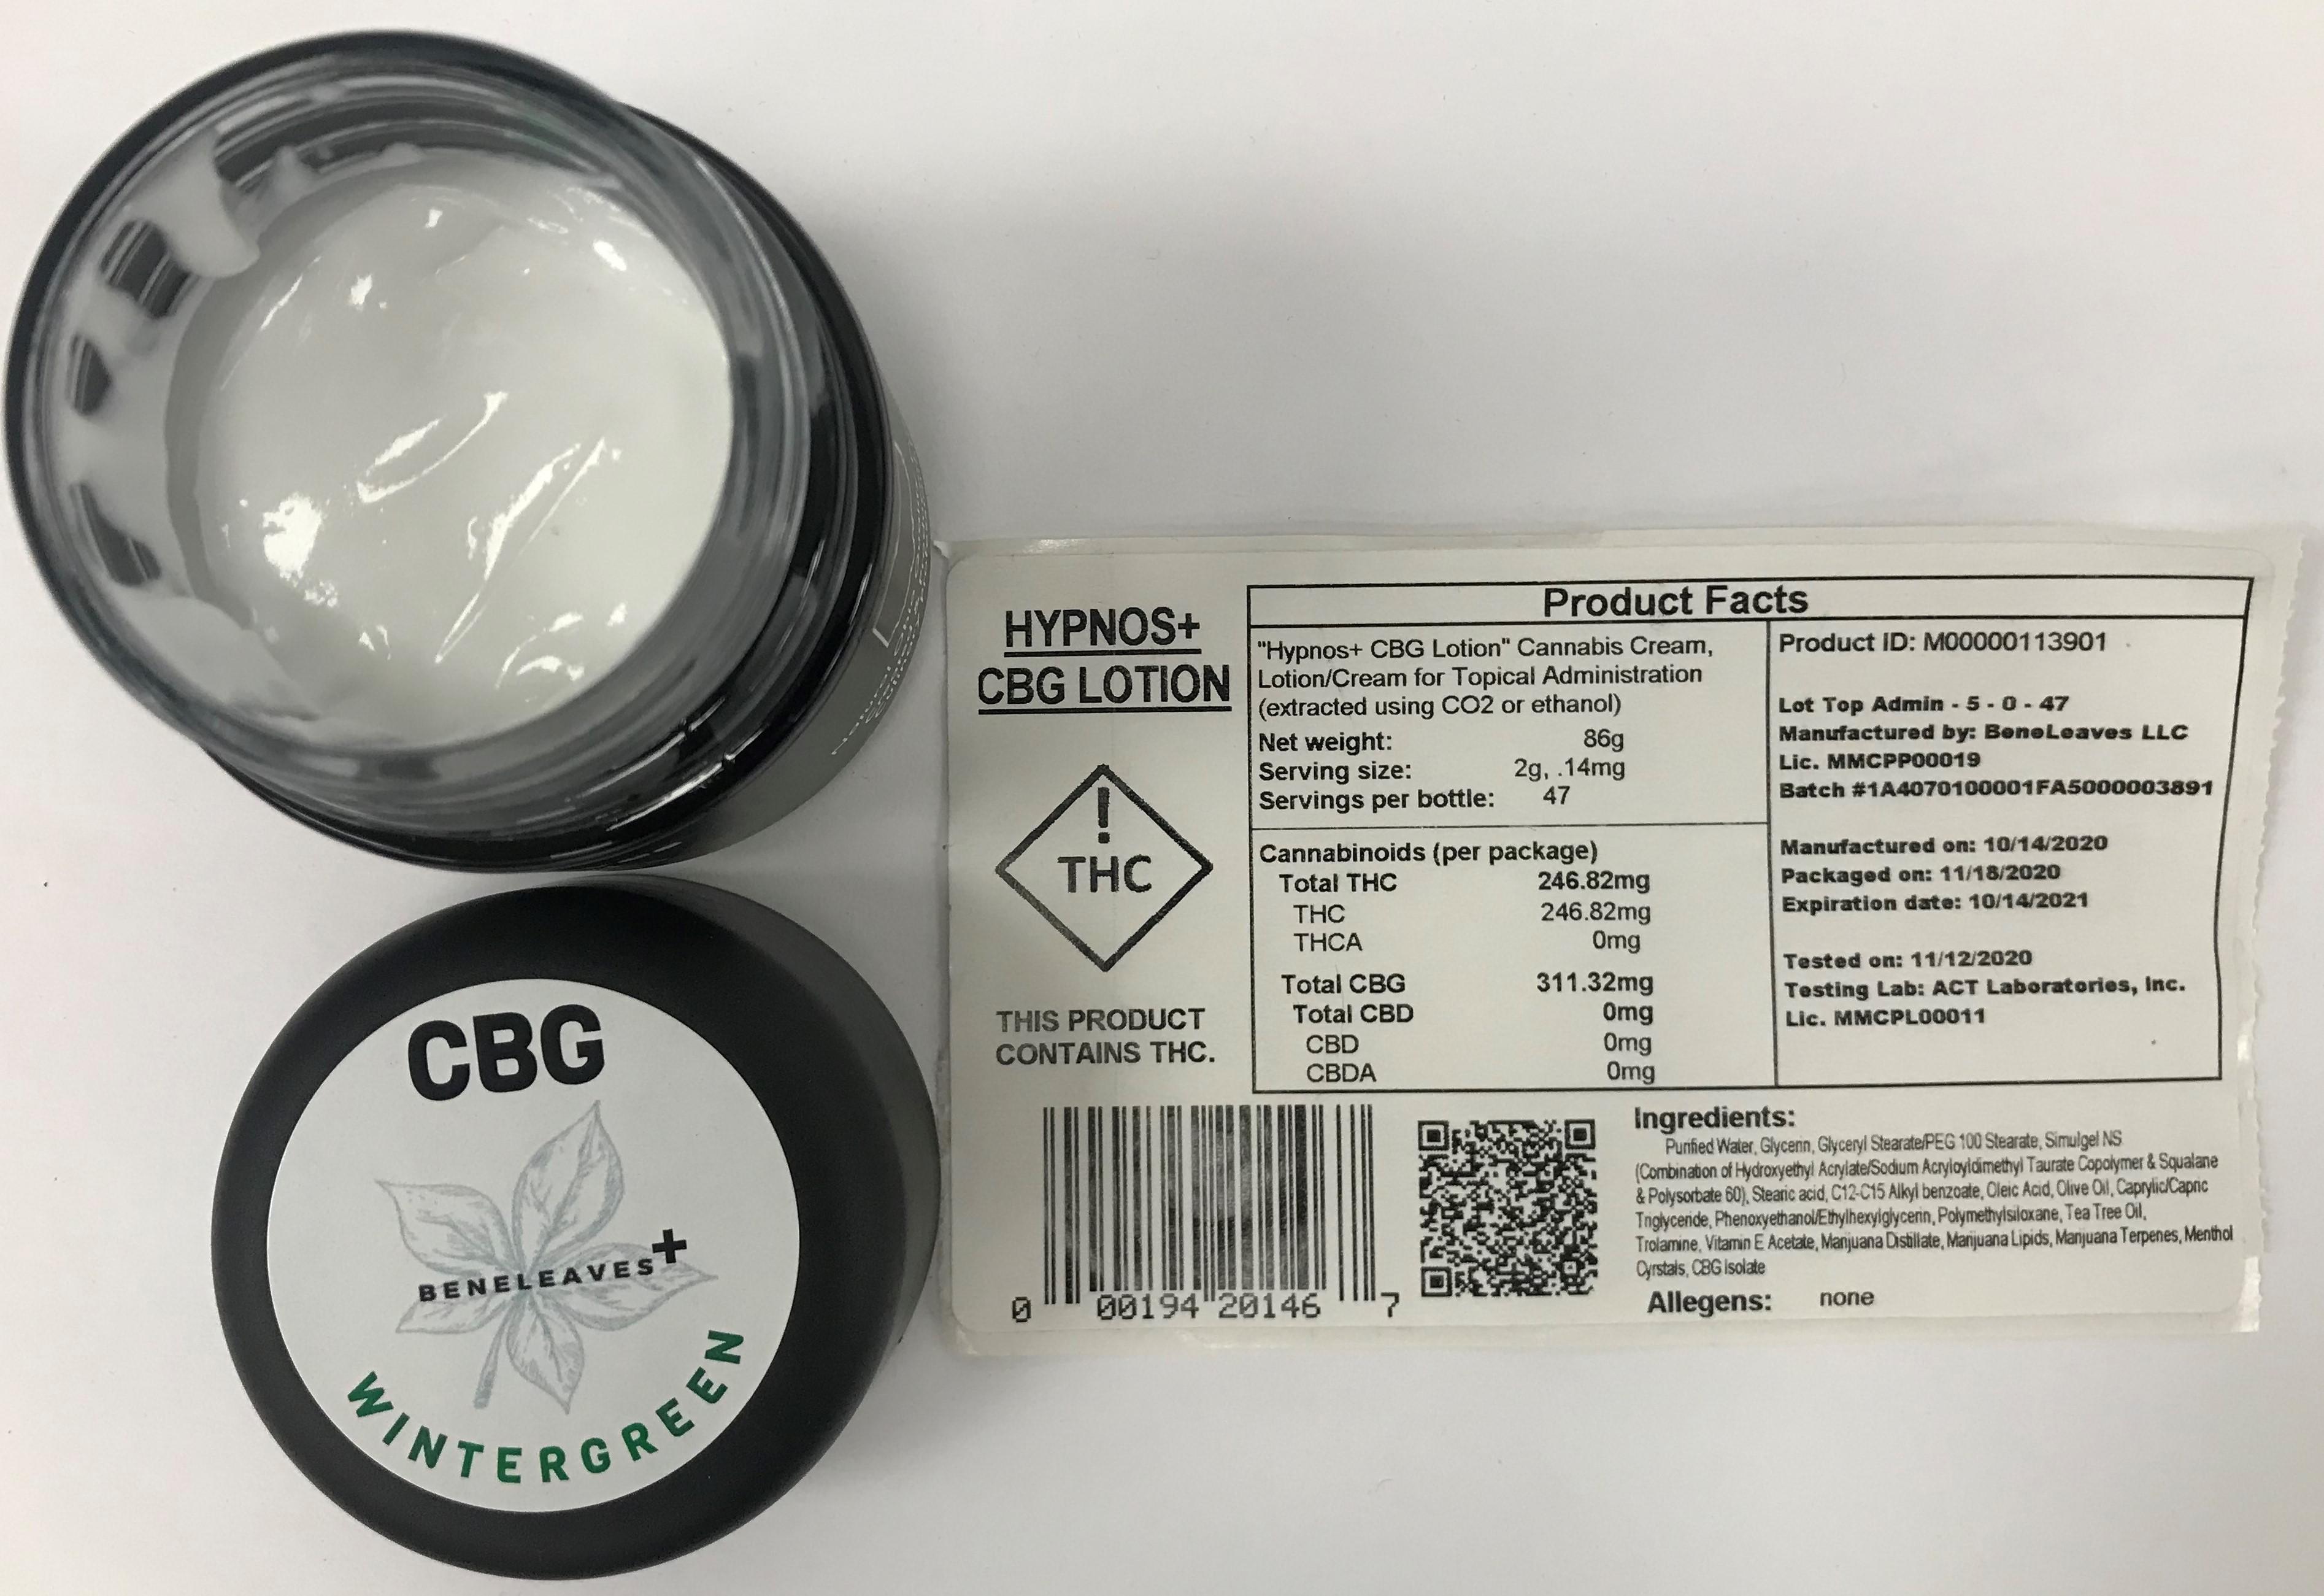 HYPNOS+
CBG LOTION
!
THC
THIS PRODUCT
CONTAINS THC.
Product Facts
"Hypnos+ CBG Lotion" Cannabis Cream,
Lotion/Cream for Topical Administration
(extracted using CO2 or ethanol)
Net weight: 86g
Serving size: 2g, .14mg
Servings per bottle: 47
Cannabinoids (per package)
Total THC 246.82mg
THC 246.82mg
THCA 0mg
Total CBG 311.32mg
Total CBD 0mg
CBD 0mg
CBDA 0mg
Product ID: M00000113901
Lot Top Admin - 5 - 0 - 47
Manufactured by: BeneLeaves LLC
Lic. MMCPP00019
Batch #1A4070100001FA5000003891
Manufactured on: 10/14/2020
Packaged on: 11/18/2020
Expiration date: 10/14/2021
Tested on: 11/12/2020
Testing Lab: ACT Laboratories, Inc.
Lic. MMCPL00011
0 00194 20146 7
Ingredients:
Purified Water, Glycerin, Glyceryl Stearate/PEG 100 Stearate, Simulgel NS
(Combination of Hydroxyethyl Acrylate/Sodium Acryloyldimethyl Taurate Copolymer & Squalane
& Polysorbate 60), Stearic acid, C12-C15 Alkyl benzoate, Oleic Acid, Olive Oil, Caprylic/Capric
Triglyceride, Phenoxyethanol/Ethylhexylglycerin, Polymethylsiloxane, Tea Tree Oil,
Trolamine, Vitamin E Acetate, Marijuana Distillate, Marijuana Lipids, Marijuana Terpenes, Menthol
Cyrstals, CBG Isolate
Allegens: none
CBG
BENELEAVES+
WINTERGREEN